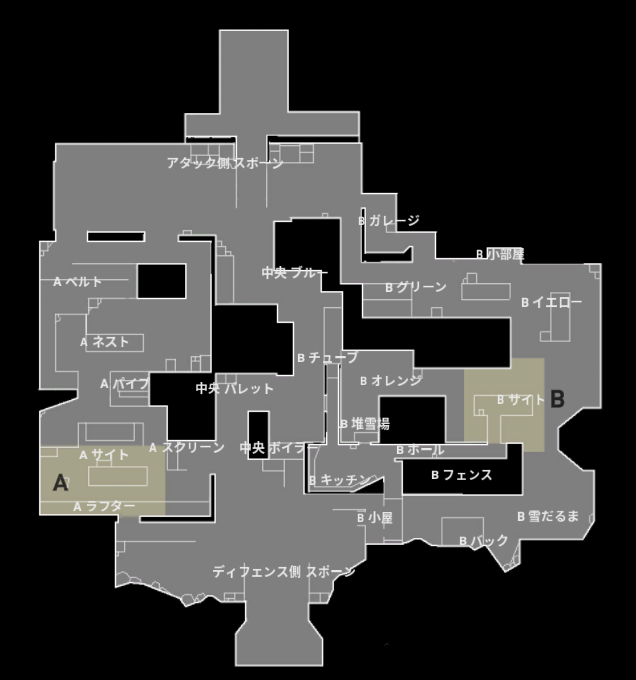 アタック側 スポーン
B ガレージ
B 小部屋
中央 ブルー
A ベルト
B グリーン
B イエロー
A ネスト
B チューブ
A パイプ
中央 パレット
B オレンジ
B サイト
B
B 堆雪場
A スクリーン
中央 ボイラー
B ホール
A サイト
B フェンス
A
B キッチン
A ラフター
B 小屋
B 雪だるま
B バック
ディフェンス側 スポーン